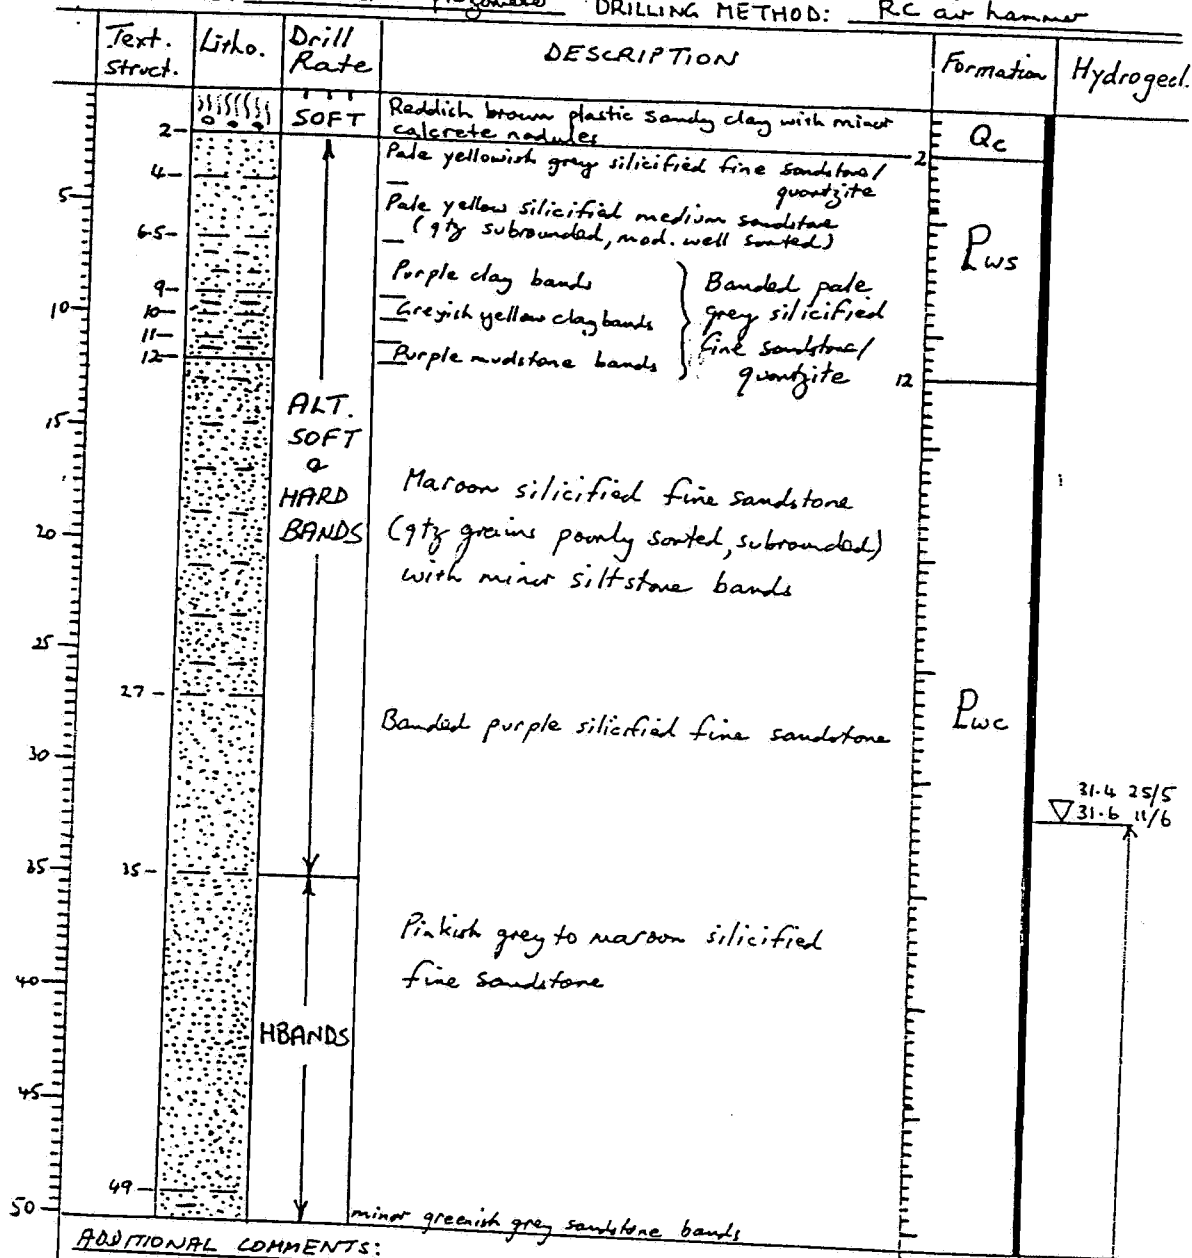 DRILLING METHOD: RC air hammer
Text. Struct. Litho. Drill Rate DESCRIPTION Formation Hydrogeol.
SOFT
Reddish brown plastic sandy clay with minor
calcrete nodules
Qc
2
2
Pale yellowish grey silicified fine sandstone/
quartzite
4
5
Pale yellow silicified medium sandstone
(qtz subrounded, mod. well sorted)
6.5
Pws
Purple clay bands
Banded pale
9
10
10
Greyish yellow clay bands
grey silicified
11
fine sandstone/
12
Purple mudstone bands
quartzite
12
ALT.
SOFT
&
HARD
BANDS
15
Maroon silicified fine sandstone
20
(qtz grains poorly sorted, subrounded)
with minor siltstone bands
25
27
Banded purple silicified fine sandstone
Pwc
30
31.4 25/5
31.6 11/6
35
35
Pinkish grey to maroon silicified
fine sandstone
40
HBANDS
45
49
50
minor greenish grey sandstone bands
ADDITIONAL COMMENTS: